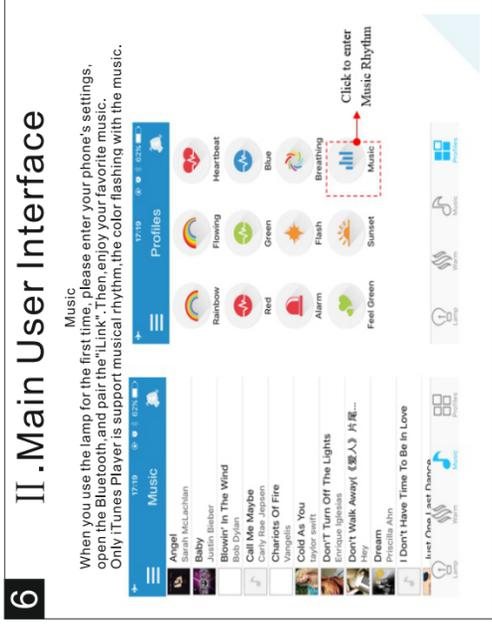 6
II.Main User Interface
Music
When you use the lamp for the first time, please enter your phone's settings,
open the Bluetooth,and pair the"iLink". Then,enjoy your favorite music.
Only iTunes Player is support musical rhythm,the color flashing with the music.
17:19
62%
Music
Angel
Sarah McLachlan
Baby
Justin Bieber
Blowin' In The Wind
Bob Dylan
Call Me Maybe
Carly Rae Jepsen
Chariots Of Fire
Vangelis
Cold As You
taylor swift
Don'T Turn Off The Lights
Enrique Iglesias
Don't Walk Away(《爱人》片尾...
Hey
Dream
Priscilla Ahn
I Don't Have Time To Be In Love
Just One Last Dance
Lamp
Warm
Music
Profiles
17:19
62%
Profiles
Rainbow
Flowing
Heartbeat
Red
Green
Blue
Alarm
Flash
Breathing
Feel Green
Sunset
Music
Click to enter
Music Rhythm
Lamp
Warm
Music
Profiles